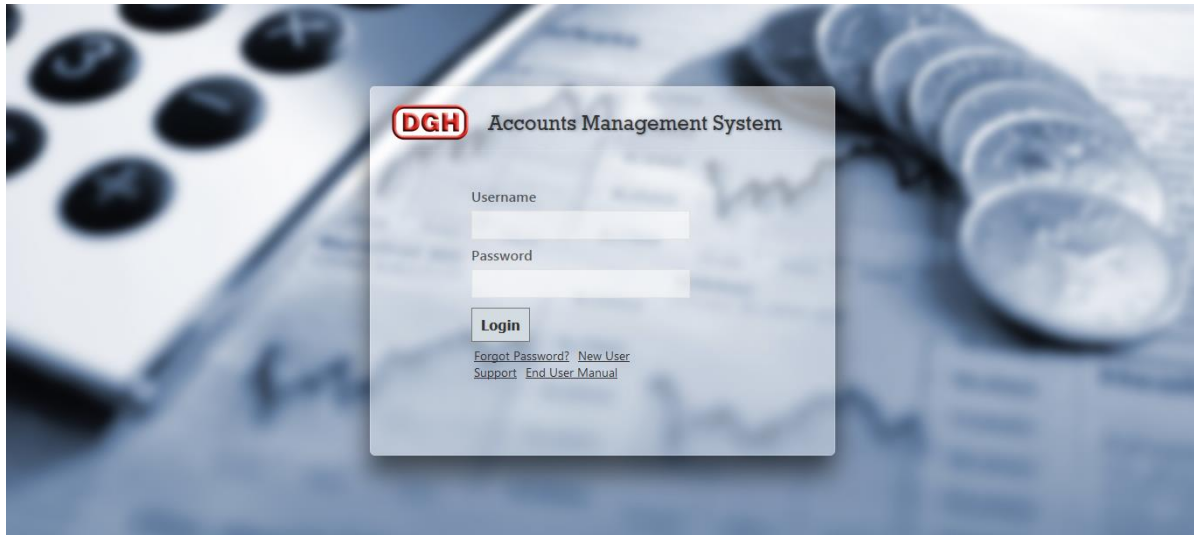 DGH Accounts Management System
Username
Password
Login
Forgot Password? New User
Support End User Manual